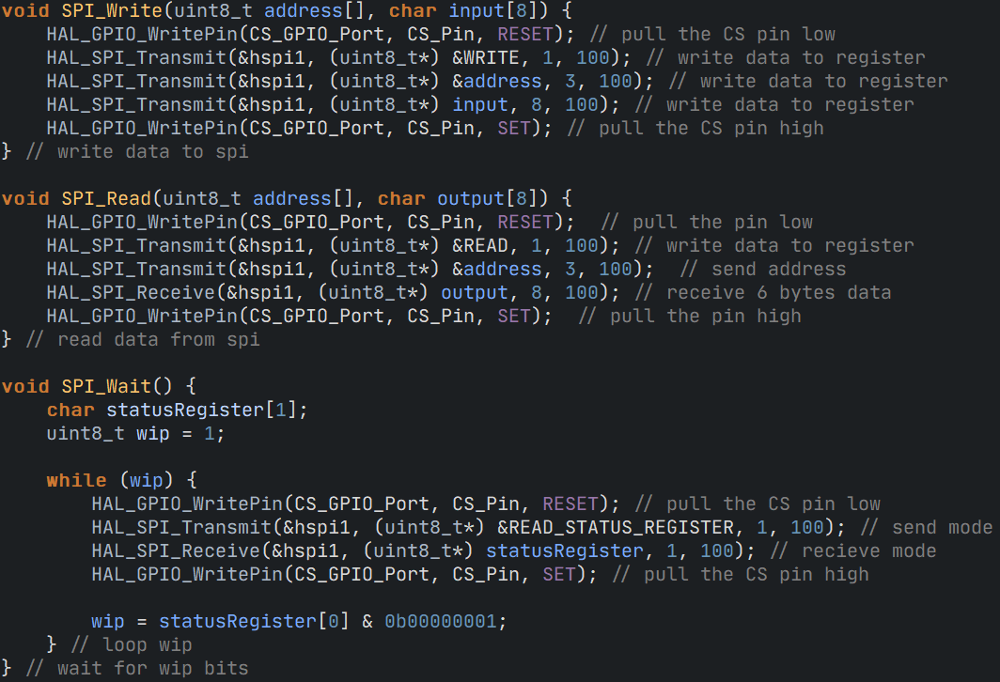 void SPI_Write(uint8_t address[], char input[8]) {
    HAL_GPIO_WritePin(CS_GPIO_Port, CS_Pin, RESET); // pull the CS pin low
    HAL_SPI_Transmit(&hspi1, (uint8_t*) &WRITE, 1, 100); // write data to register
    HAL_SPI_Transmit(&hspi1, (uint8_t*) &address, 3, 100); // write data to register
    HAL_SPI_Transmit(&hspi1, (uint8_t*) input, 8, 100); // write data to register
    HAL_GPIO_WritePin(CS_GPIO_Port, CS_Pin, SET); // pull the CS pin high
} // write data to spi

void SPI_Read(uint8_t address[], char output[8]) {
    HAL_GPIO_WritePin(CS_GPIO_Port, CS_Pin, RESET);  // pull the pin low
    HAL_SPI_Transmit(&hspi1, (uint8_t*) &READ, 1, 100); // write data to register
    HAL_SPI_Transmit(&hspi1, (uint8_t*) &address, 3, 100);  // send address
    HAL_SPI_Receive(&hspi1, (uint8_t*) output, 8, 100); // receive 6 bytes data
    HAL_GPIO_WritePin(CS_GPIO_Port, CS_Pin, SET);  // pull the pin high
} // read data from spi

void SPI_Wait() {
    char statusRegister[1];
    uint8_t wip = 1;

    while (wip) {
        HAL_GPIO_WritePin(CS_GPIO_Port, CS_Pin, RESET); // pull the CS pin low
        HAL_SPI_Transmit(&hspi1, (uint8_t*) &READ_STATUS_REGISTER, 1, 100); // send mode
        HAL_SPI_Receive(&hspi1, (uint8_t*) statusRegister, 1, 100); // recieve mode
        HAL_GPIO_WritePin(CS_GPIO_Port, CS_Pin, SET); // pull the CS pin high

        wip = statusRegister[0] & 0b00000001;
    } // loop wip
} // wait for wip bits